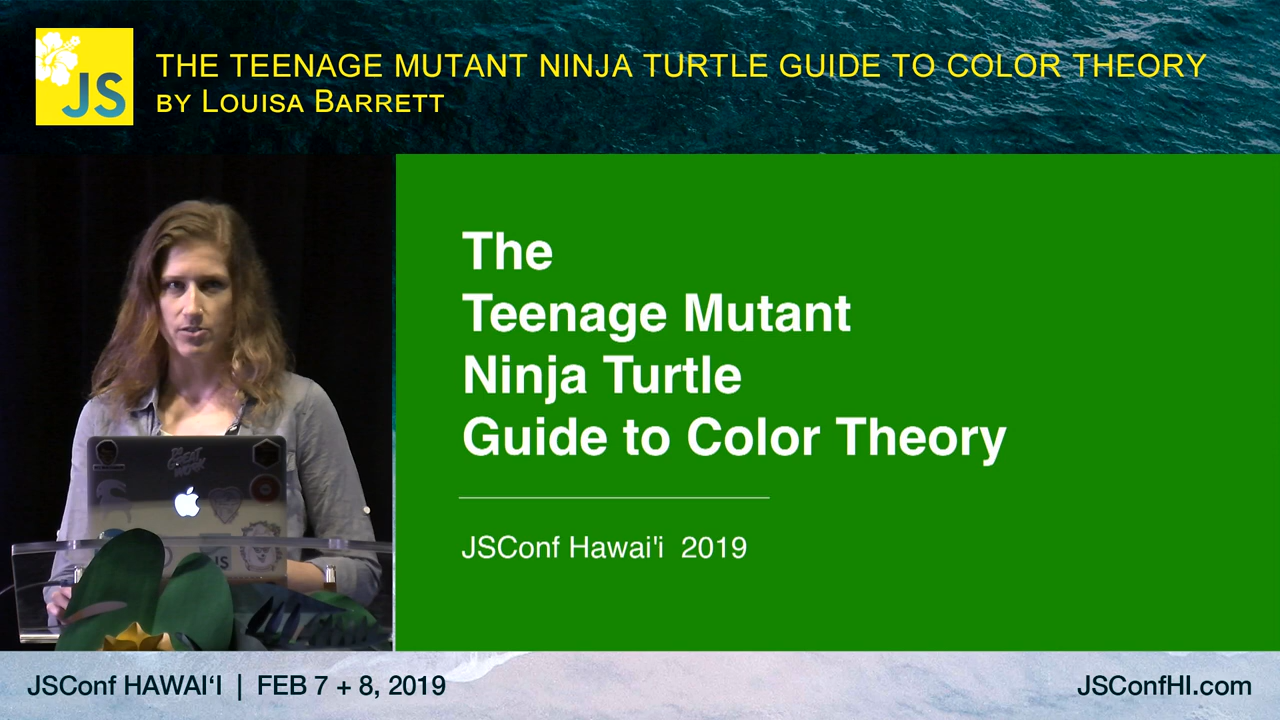 JS
THE TEENAGE MUTANT NINJA TURTLE GUIDE TO COLOR THEORY
BY LOUISA BARRETT
The
Teenage Mutant
Ninja Turtle
Guide to Color Theory
JSConf Hawai'i 2019
JS
JSConf HAWAI‘I | FEB 7 + 8, 2019
JSConfHI.com